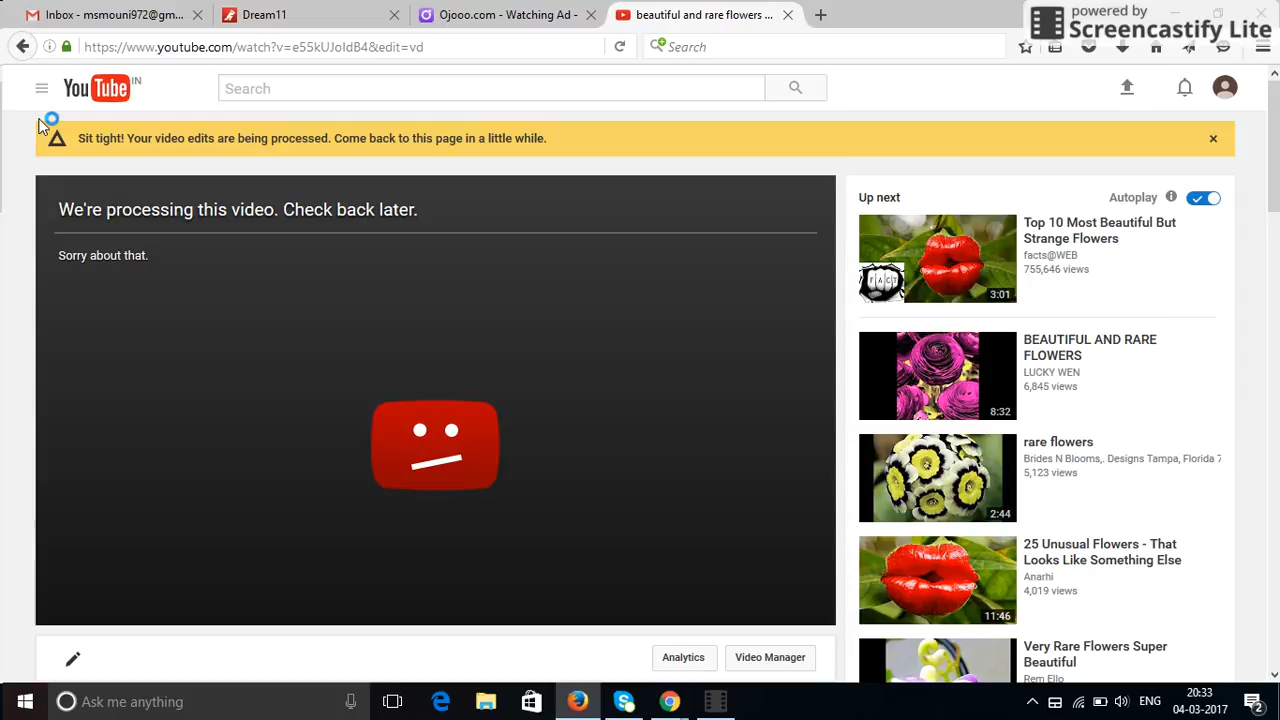 Inbox - msmouni972@gm...
Dream11
Ojooo.com - Watching Ad -
beautiful and rare flowers ...
powered by
Screencastify Lite
https://www.youtube.com/watch?v=e55kUJoIdB4&edit=vd
Search
YouTube IN
Search
Sit tight! Your video edits are being processed. Come back to this page in a little while.
We're processing this video. Check back later.
Sorry about that.
Up next
Autoplay
Top 10 Most Beautiful But
Strange Flowers
facts@WEB
755,646 views
FACT
3:01
BEAUTIFUL AND RARE
FLOWERS
LUCKY WEN
6,845 views
8:32
rare flowers
Brides N Blooms,. Designs Tampa, Florida 7
5,123 views
2:44
25 Unusual Flowers - That
Looks Like Something Else
Anarhi
4,019 views
11:46
Very Rare Flowers Super
Beautiful
Rem Ello
Analytics
Video Manager
Ask me anything
ENG
20:33
04-03-2017
2